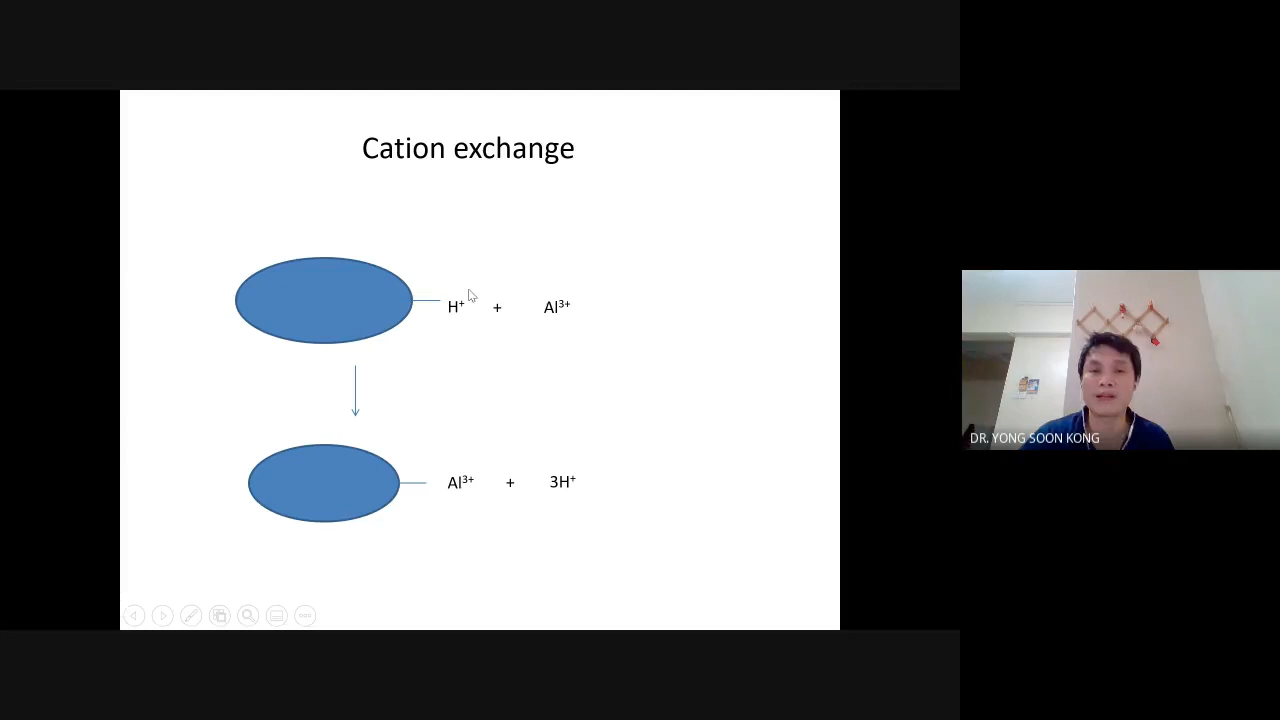 Cation exchange
H⁺ + Al³⁺
Al³⁺ + 3H⁺
DR. YONG SOON KONG